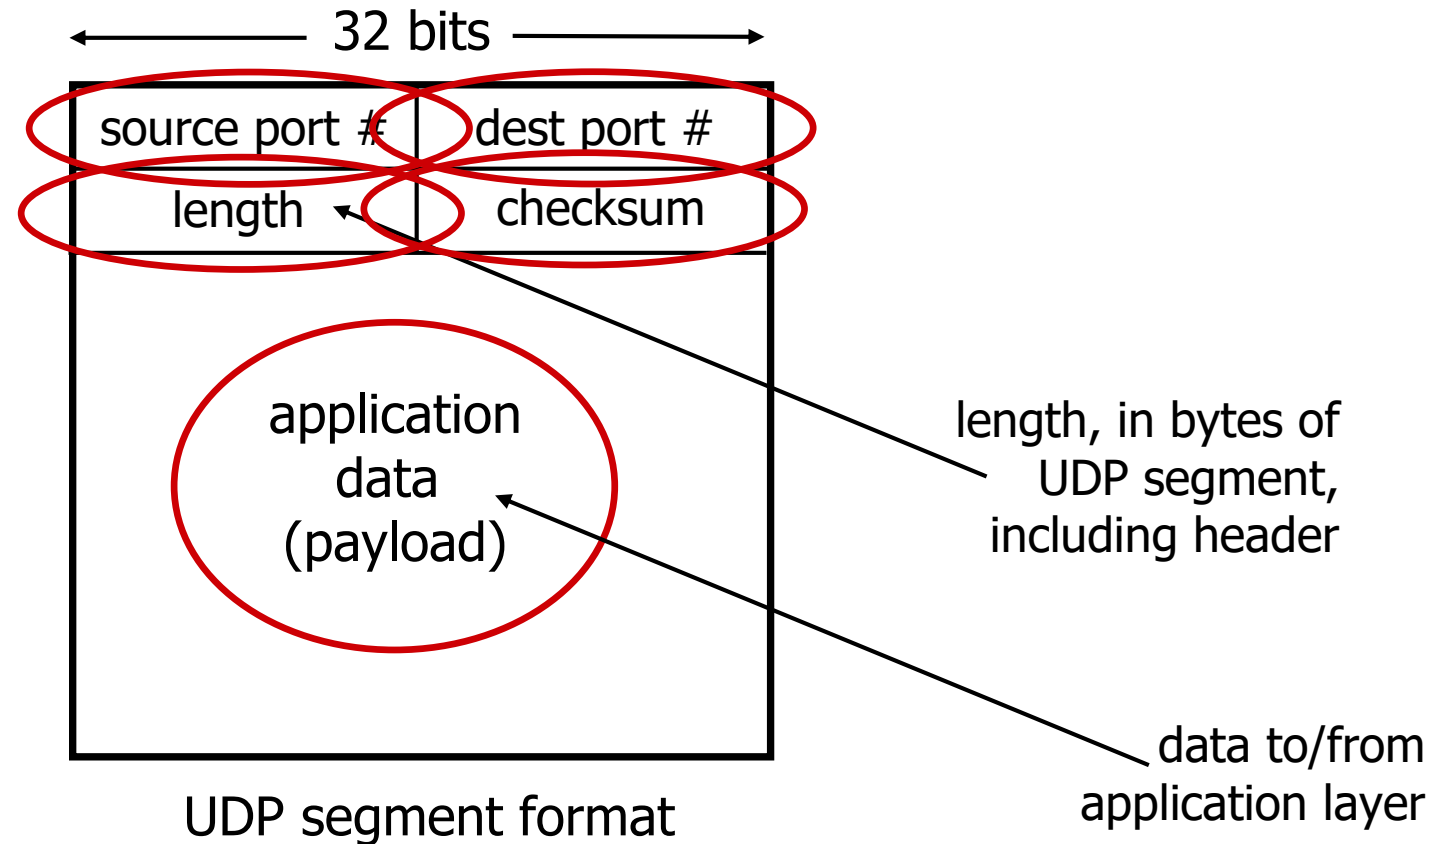 32 bits
source port #
dest port #
length
checksum
application
data
(payload)
length, in bytes of
UDP segment,
including header
data to/from
application layer
UDP segment format